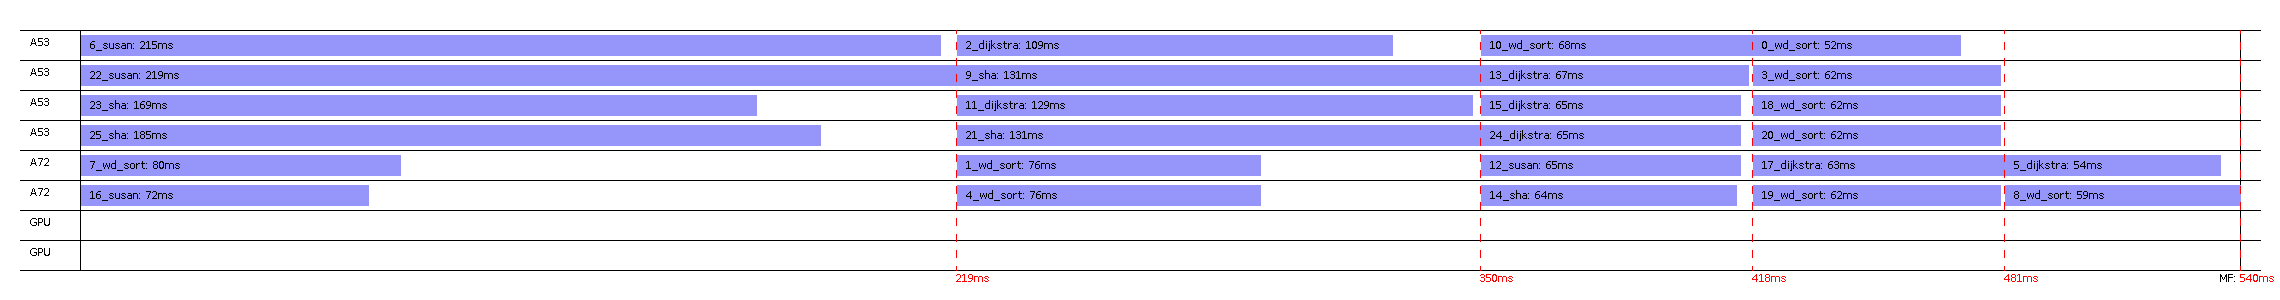 A53 6_susan: 215ms 2_dijkstra: 109ms 10_wd_sort: 68ms 0_wd_sort: 52ms
A53 22_susan: 219ms 9_sha: 131ms 13_dijkstra: 67ms 3_wd_sort: 62ms
A53 23_sha: 169ms 11_dijkstra: 129ms 15_dijkstra: 65ms 18_wd_sort: 62ms
A53 25_sha: 185ms 21_sha: 131ms 24_dijkstra: 65ms 20_wd_sort: 62ms
A72 7_wd_sort: 80ms 1_wd_sort: 76ms 12_susan: 65ms 17_dijkstra: 63ms 5_dijkstra: 54ms
A72 16_susan: 72ms 4_wd_sort: 76ms 14_sha: 64ms 19_wd_sort: 62ms 8_wd_sort: 59ms
GPU
GPU
219ms 350ms 418ms 481ms MF: 540ms